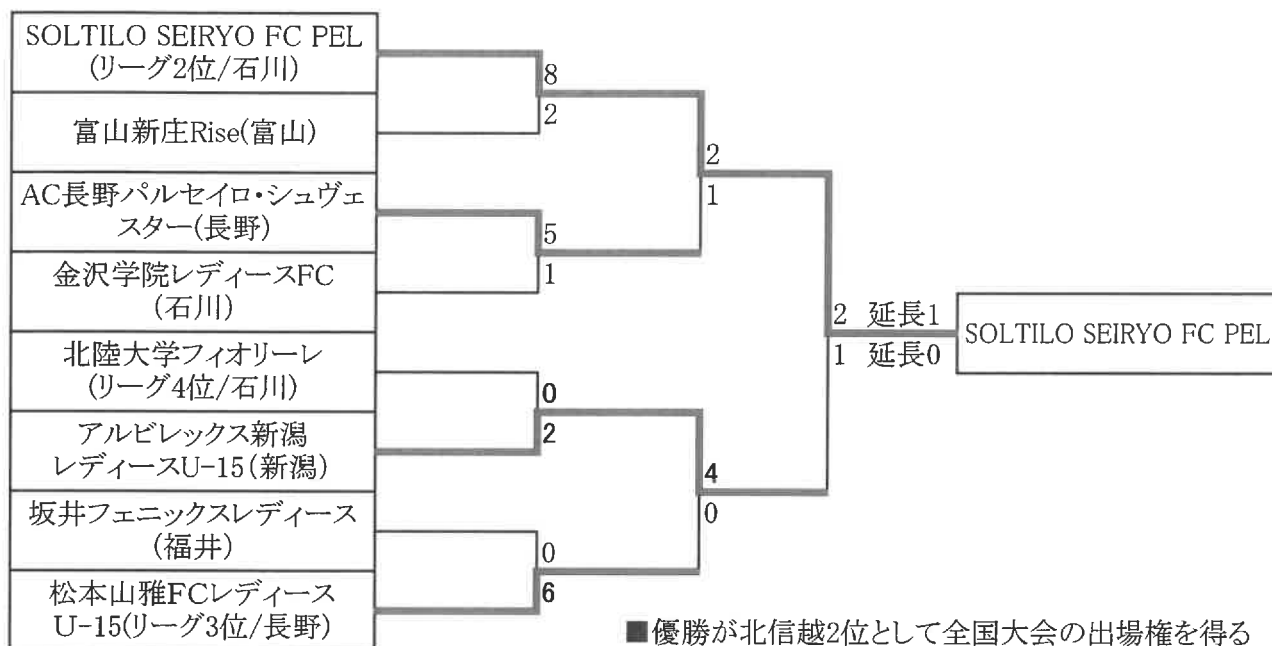 SOLTILO SEIRYO FC PEL
(リーグ2位/石川)
8
2
富山新庄Rise(富山)
2
1
AC長野パルセイロ・シュヴェ
スター(長野)
5
1
金沢学院レディースFC
(石川)
2 延長1
1 延長0
SOLTILO SEIRYO FC PEL
北陸大学フィオリーレ
(リーグ4位/石川)
0
2
アルビレックス新潟
レディースU-15(新潟)
4
0
坂井フェニックスレディース
(福井)
0
6
松本山雅FCレディース
U-15(リーグ3位/長野)
■優勝が北信越2位として全国大会の出場権を得る